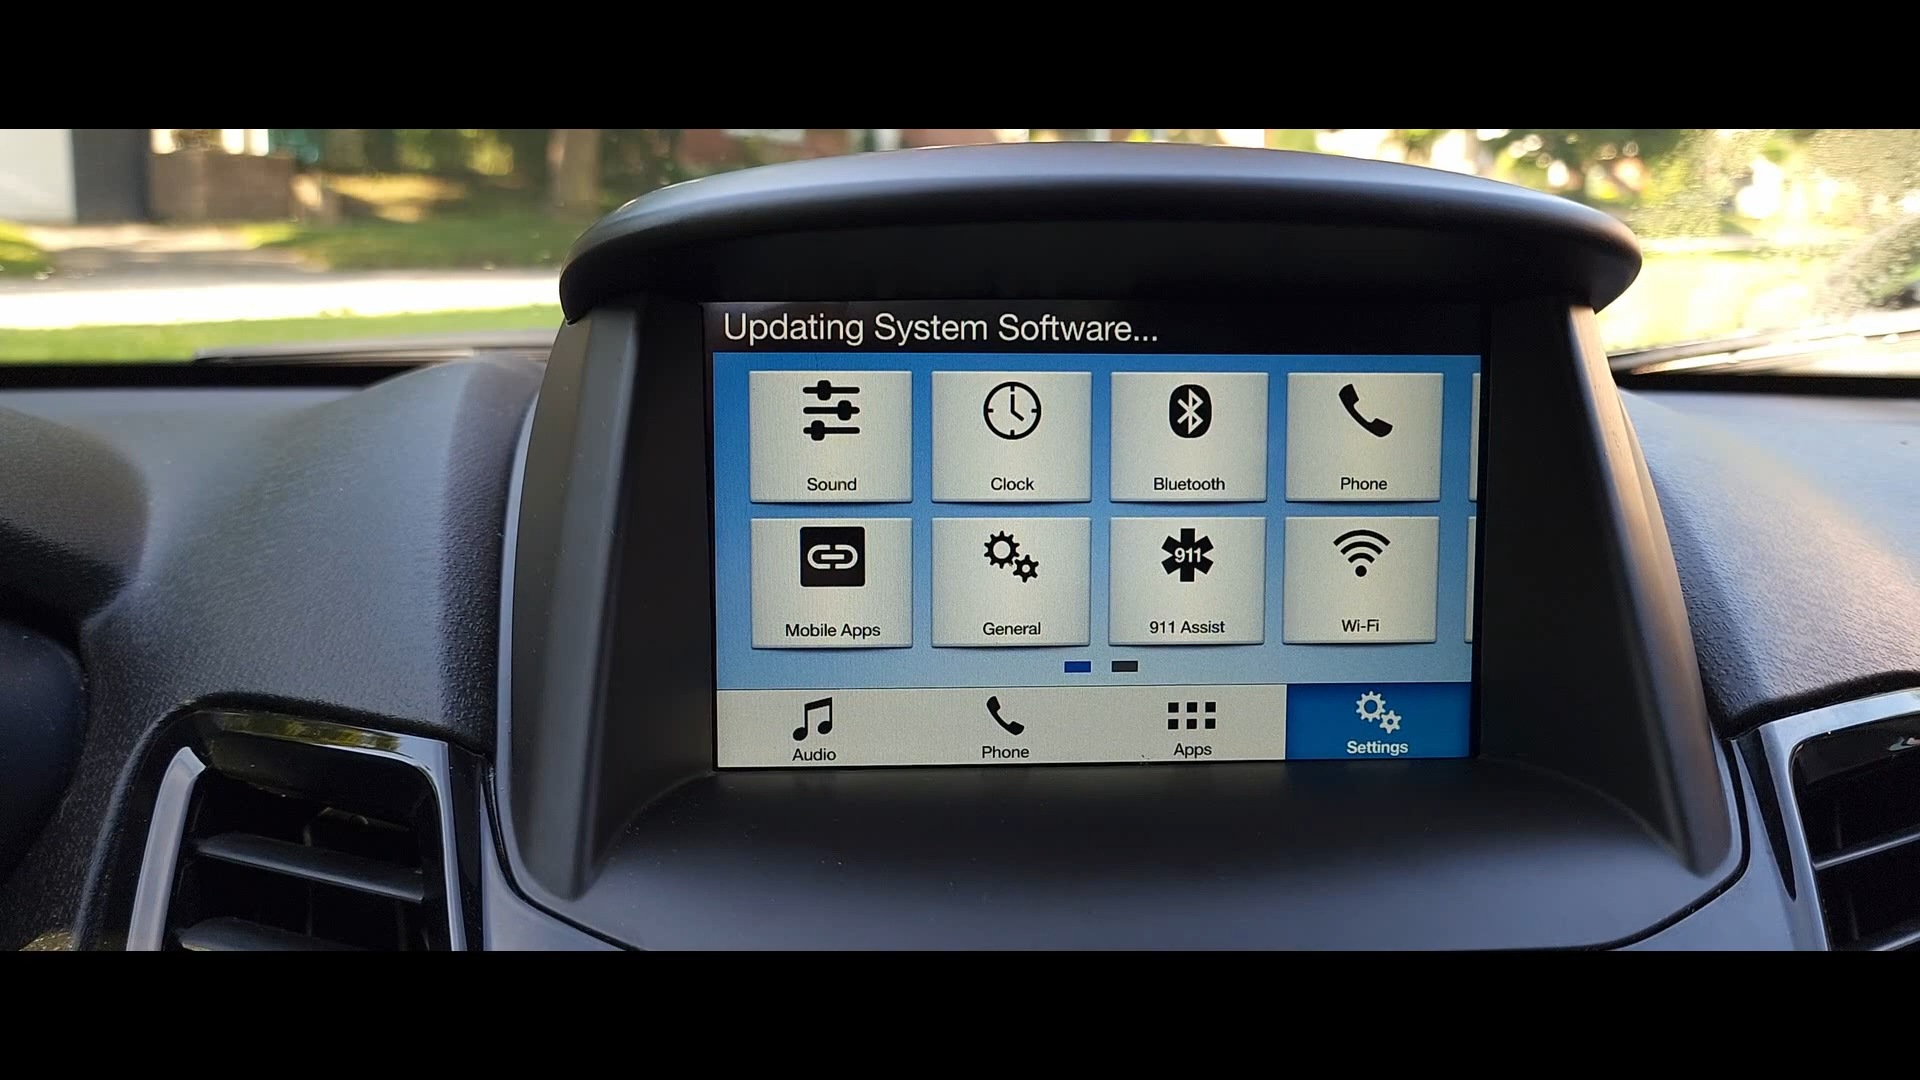 Updating System Software...
Sound Clock Bluetooth Phone
911
Mobile Apps General 911 Assist Wi-Fi
Audio Phone Apps Settings